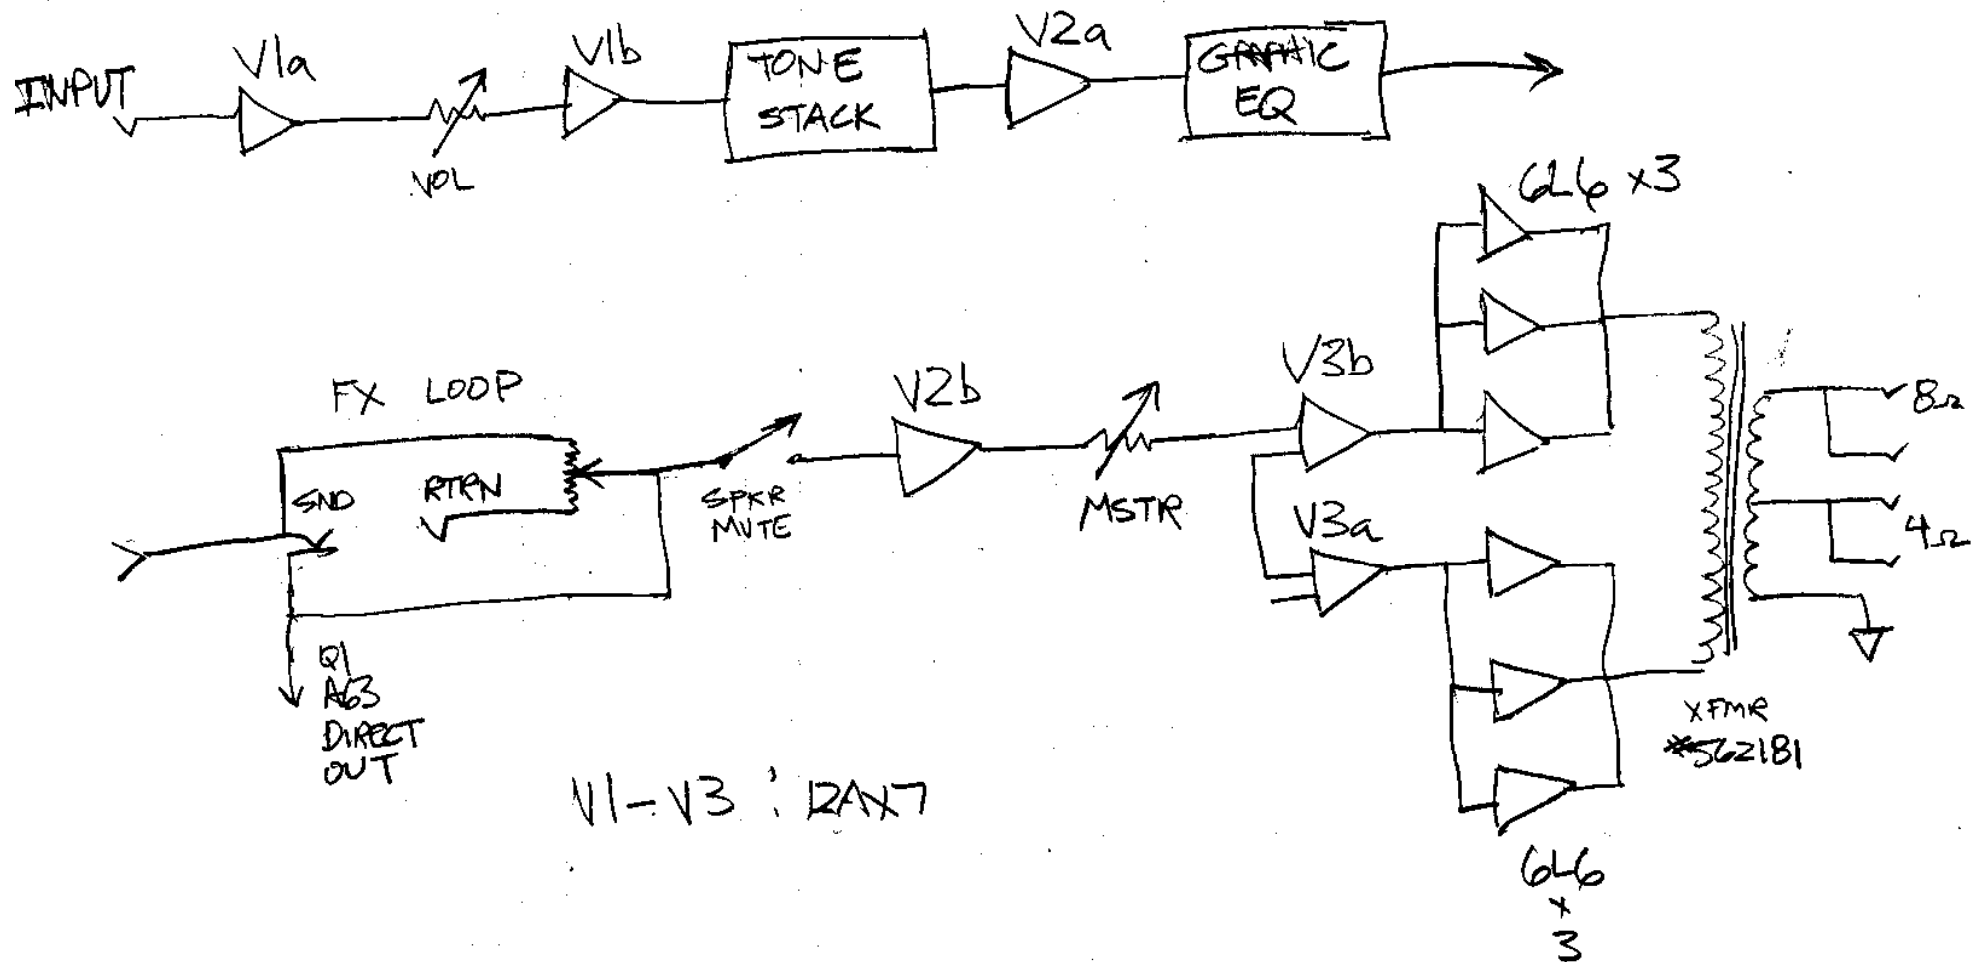 INPUT
V1a
VOL
V1b
TONE
STACK
V2a
GRAPHIC
EQ
6L6 x3
FX LOOP
SND
RTRN
SPKR
MUTE
V2b
MSTR
V3b
V3a
8Ω
4Ω
Q1
A63
DIRECT
OUT
XFMR
#562181
V1-V3 : 12AX7
6L6
x
3